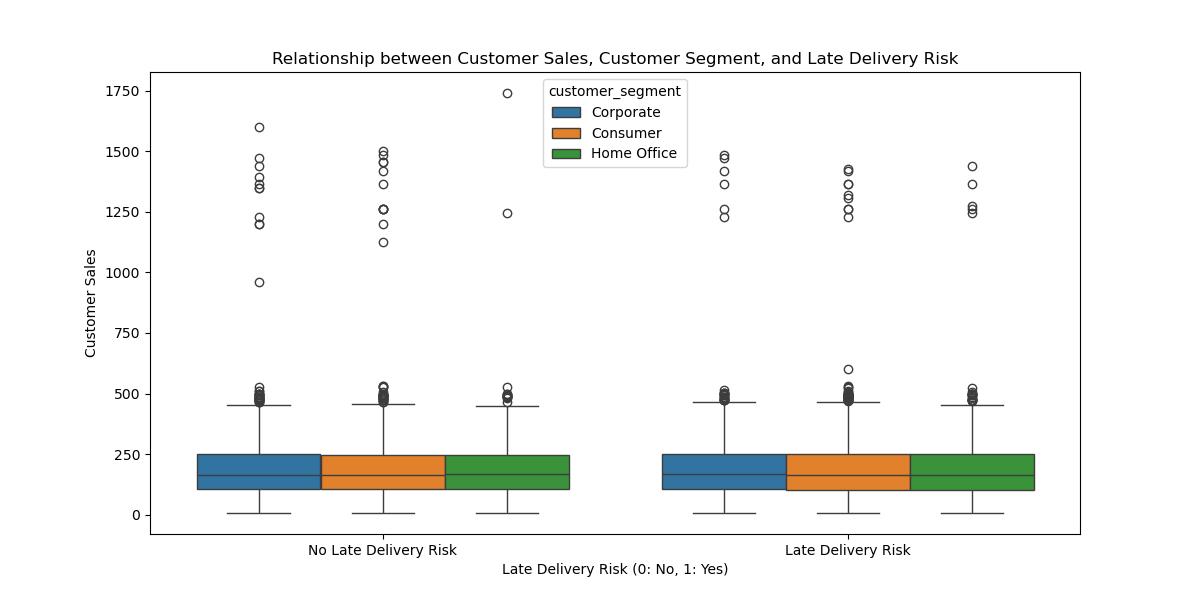 Relationship between Customer Sales, Customer Segment, and Late Delivery Risk
customer_segment
Corporate
Consumer
Home Office
1750
1500
1250
1000
750
500
250
0
Customer Sales
No Late Delivery Risk
Late Delivery Risk
Late Delivery Risk (0: No, 1: Yes)